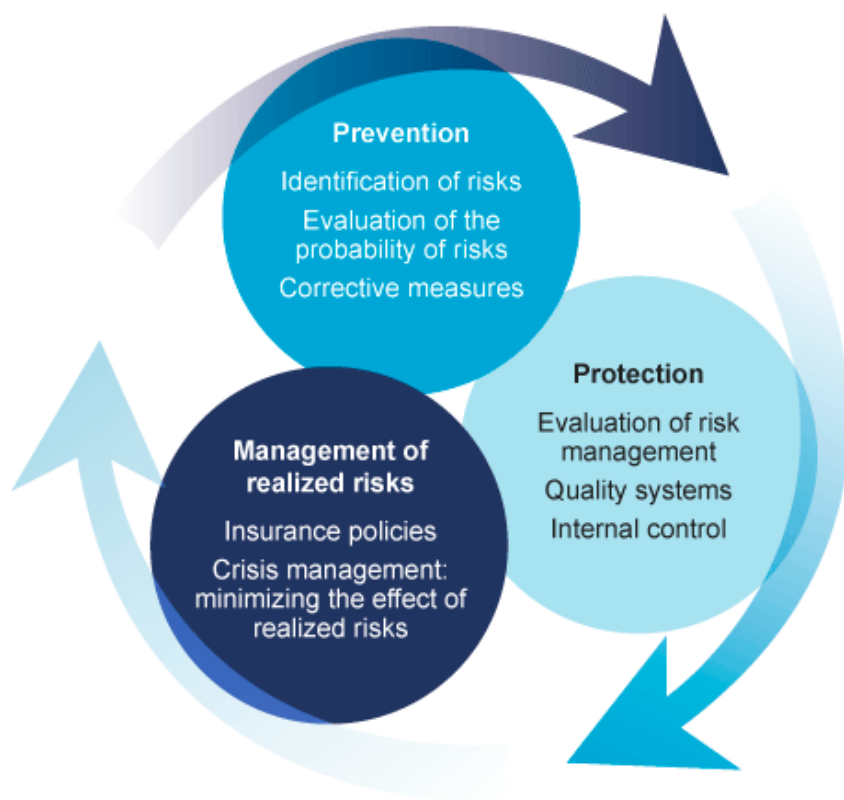 Prevention
Identification of risks
Evaluation of the
probability of risks
Corrective measures
Protection
Evaluation of risk
management
Quality systems
Internal control
Management of
realized risks
Insurance policies
Crisis management:
minimizing the effect of
realized risks